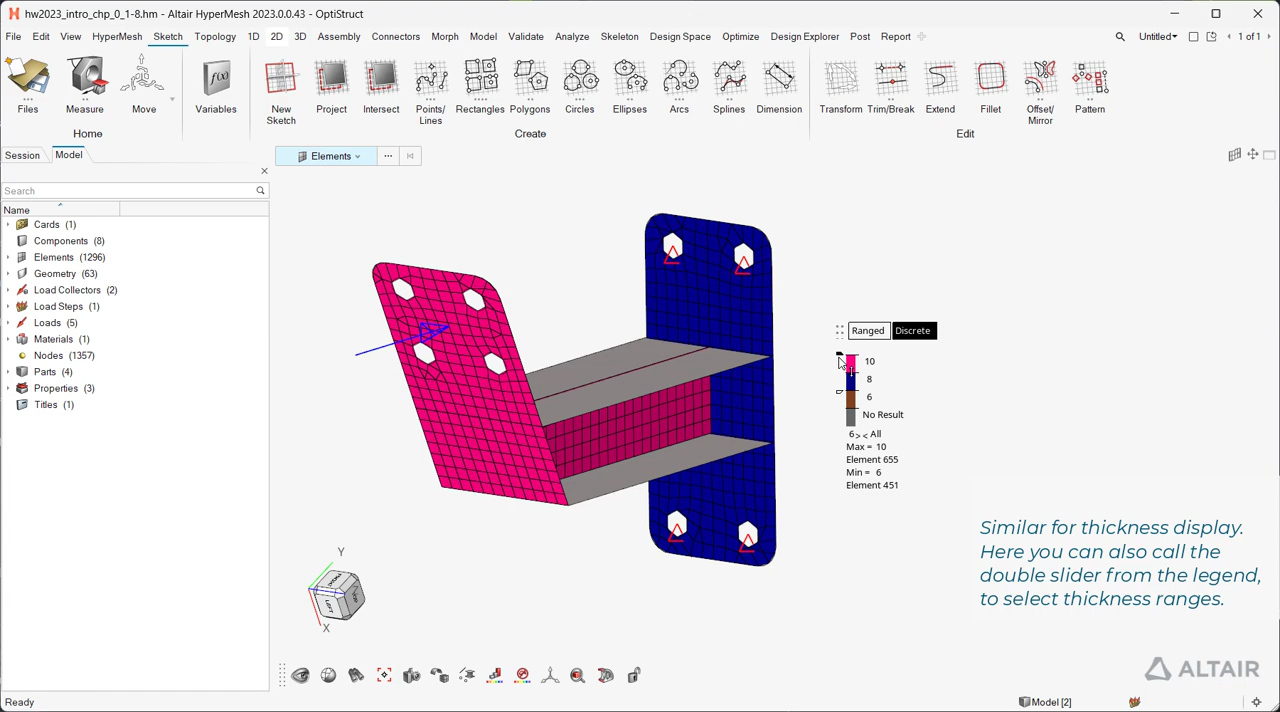 hw2023_intro_chp_0_1-8.hm - Altair HyperMesh 2023.0.0.43 - OptiStruct
File Edit View HyperMesh Sketch Topology 1D 2D 3D Assembly Connectors Morph Model Validate Analyze Skeleton Design Space Optimize Design Explorer Post Report Untitled 1 of 1
f(x)
Files Measure Move Variables New Sketch Project Intersect Points/Lines Rectangles Polygons Circles Ellipses Arcs Splines Dimension Transform Trim/Break Extend Fillet Offset/Mirror Pattern
Home Create Edit
Session Model
Elements
Search
Name
Cards (1)
Components (8)
Elements (1296)
Geometry (63)
Load Collectors (2)
Load Steps (1)
Loads (5)
Materials (1)
Nodes (1357)
Parts (4)
Properties (3)
Titles (1)
Ranged Discrete
10
8
6
No Result
6 > < All
Max = 10
Element 655
Min = 6
Element 451
Similar for thickness display.
Here you can also call the
double slider from the legend,
to select thickness ranges.
Y
LEFT
X
ALTAIR
Ready
Model [2]